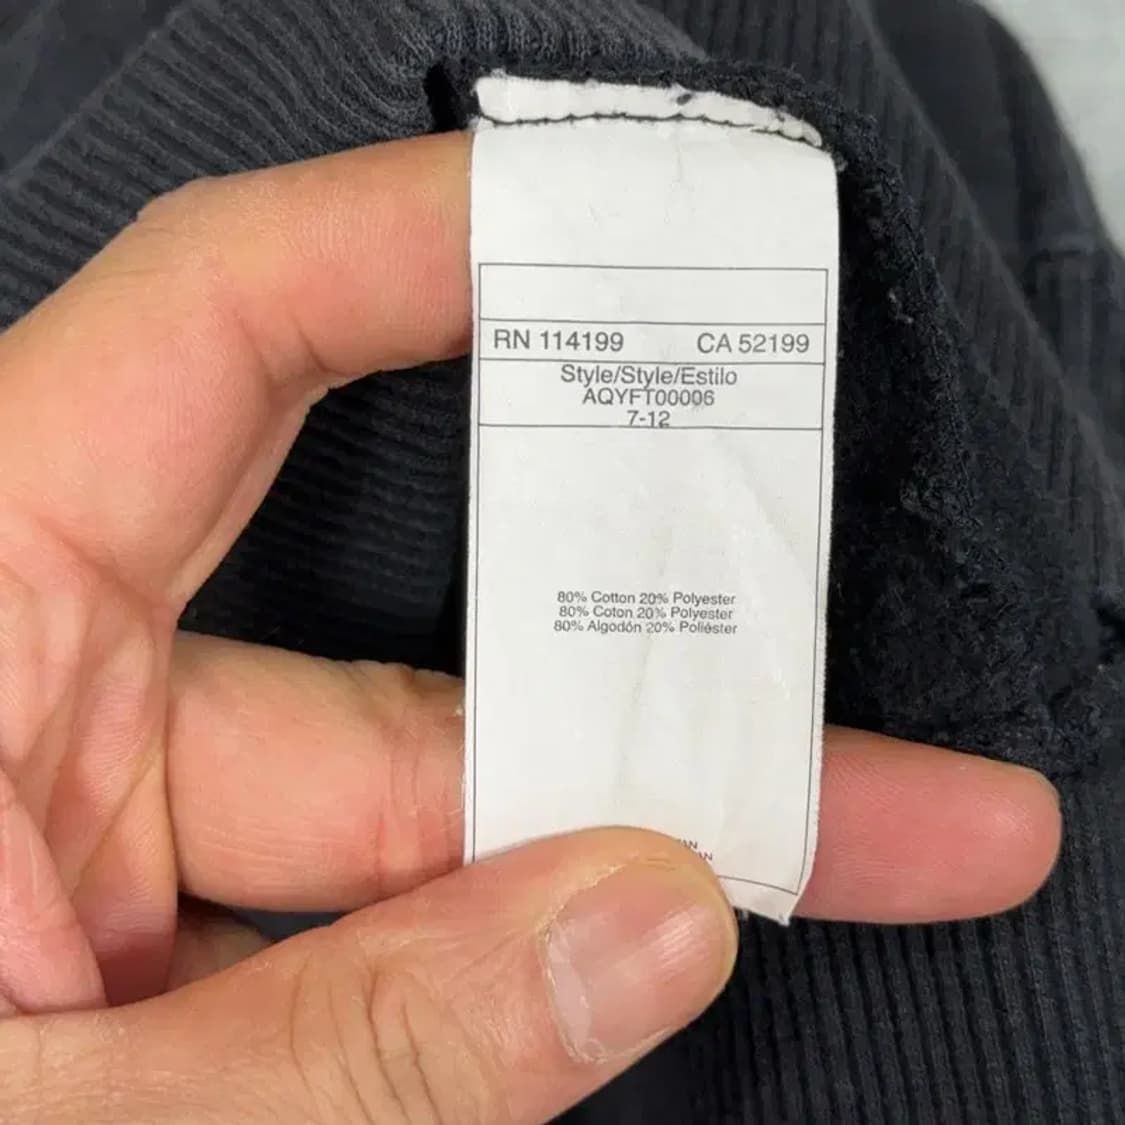 RN 114199 CA 52199
Style/Style/Estilo
AQYFT00006
7-12
80% Cotton 20% Polyester
80% Coton 20% Polyester
80% Algodón 20% Poliéster